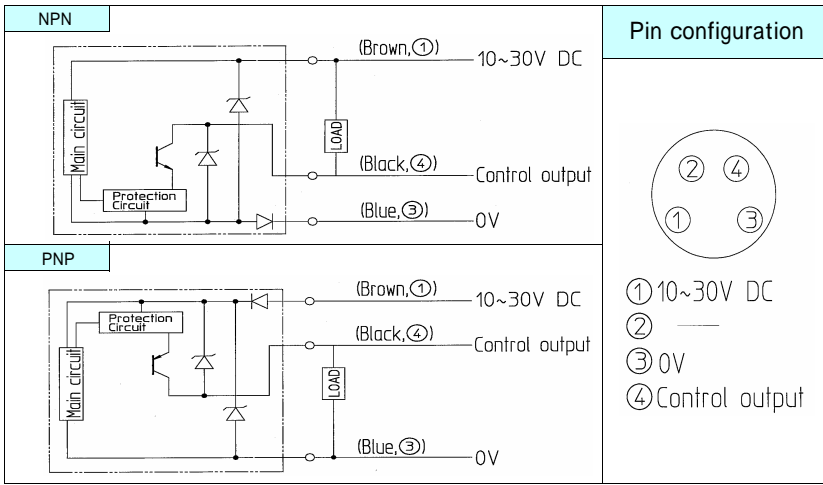 NPN
(Brown,①)
10~30V DC
Main circuit
LOAD
(Black,④)
Control output
Protection
Circuit
(Blue,③)
0V
PNP
(Brown,①)
10~30V DC
Protection
Circuit
(Black,④)
Control output
Main circuit
LOAD
(Blue,③)
0V
Pin configuration
② ④
① ③
① 10~30V DC
② —
③ 0V
④ Control output